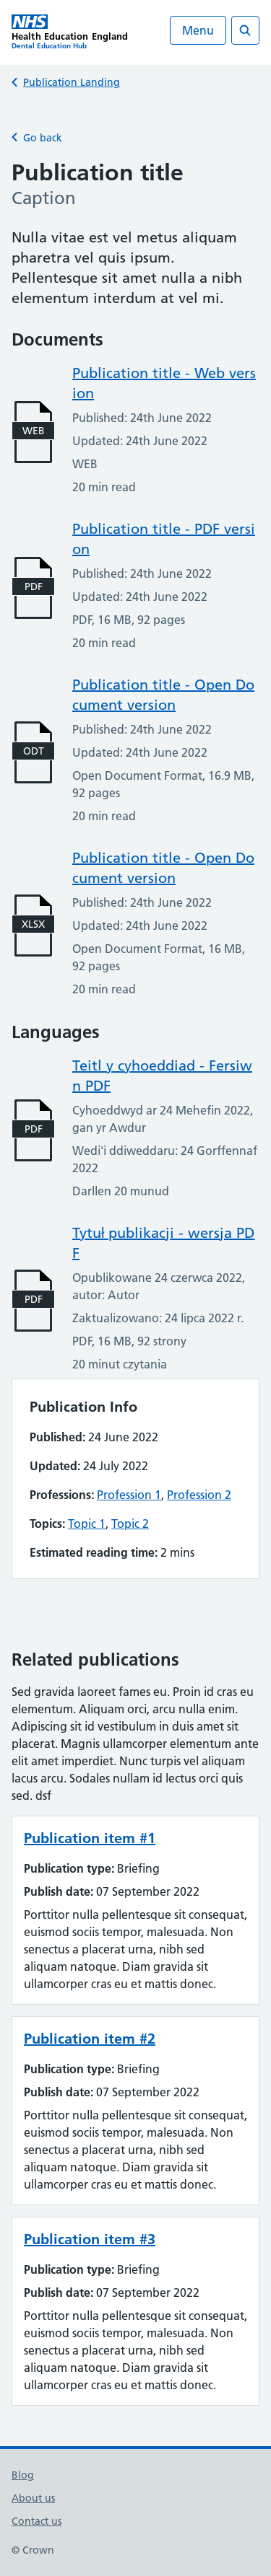 NHS
Health Education England
Dental Education Hub
Menu
Publication Landing
Go back
Publication title
Caption
Nulla vitae est vel metus aliquam
pharetra vel quis ipsum.
Pellentesque sit amet nulla a nibh
elementum interdum at vel mi.
Documents
Publication title - Web vers
ion
WEB
Published: 24th June 2022
Updated: 24th June 2022
WEB
20 min read
Publication title - PDF versi
on
PDF
Published: 24th June 2022
Updated: 24th June 2022
PDF, 16 MB, 92 pages
20 min read
Publication title - Open Do
cument version
ODT
Published: 24th June 2022
Updated: 24th June 2022
Open Document Format, 16.9 MB,
92 pages
20 min read
Publication title - Open Do
cument version
XLSX
Published: 24th June 2022
Updated: 24th June 2022
Open Document Format, 16 MB,
92 pages
20 min read
Languages
Teitl y cyhoeddiad - Fersiw
n PDF
PDF
Cyhoeddwyd ar 24 Mehefin 2022,
gan yr Awdur
Wedi'i ddiweddaru: 24 Gorffennaf
2022
Darllen 20 munud
Tytuł publikacji - wersja PD
F
PDF
Opublikowane 24 czerwca 2022,
autor: Autor
Zaktualizowano: 24 lipca 2022 r.
PDF, 16 MB, 92 strony
20 minut czytania
Publication Info
Published: 24 June 2022
Updated: 24 July 2022
Professions: Profession 1, Profession 2
Topics: Topic 1, Topic 2
Estimated reading time: 2 mins
Related publications
Sed gravida laoreet fames eu. Proin id cras eu
elementum. Aliquam orci, arcu nulla enim.
Adipiscing sit id vestibulum in duis amet sit
placerat. Magnis ullamcorper elementum ante
elit amet imperdiet. Nunc turpis vel aliquam
lacus arcu. Sodales nullam id lectus orci quis
sed. dsf
Publication item #1
Publication type: Briefing
Publish date: 07 September 2022
Porttitor nulla pellentesque sit consequat,
euismod sociis tempor, malesuada. Non
senectus a placerat urna, nibh sed
aliquam natoque. Diam gravida sit
ullamcorper cras eu et mattis donec.
Publication item #2
Publication type: Briefing
Publish date: 07 September 2022
Porttitor nulla pellentesque sit consequat,
euismod sociis tempor, malesuada. Non
senectus a placerat urna, nibh sed
aliquam natoque. Diam gravida sit
ullamcorper cras eu et mattis donec.
Publication item #3
Publication type: Briefing
Publish date: 07 September 2022
Porttitor nulla pellentesque sit consequat,
euismod sociis tempor, malesuada. Non
senectus a placerat urna, nibh sed
aliquam natoque. Diam gravida sit
ullamcorper cras eu et mattis donec.
Blog
About us
Contact us
© Crown